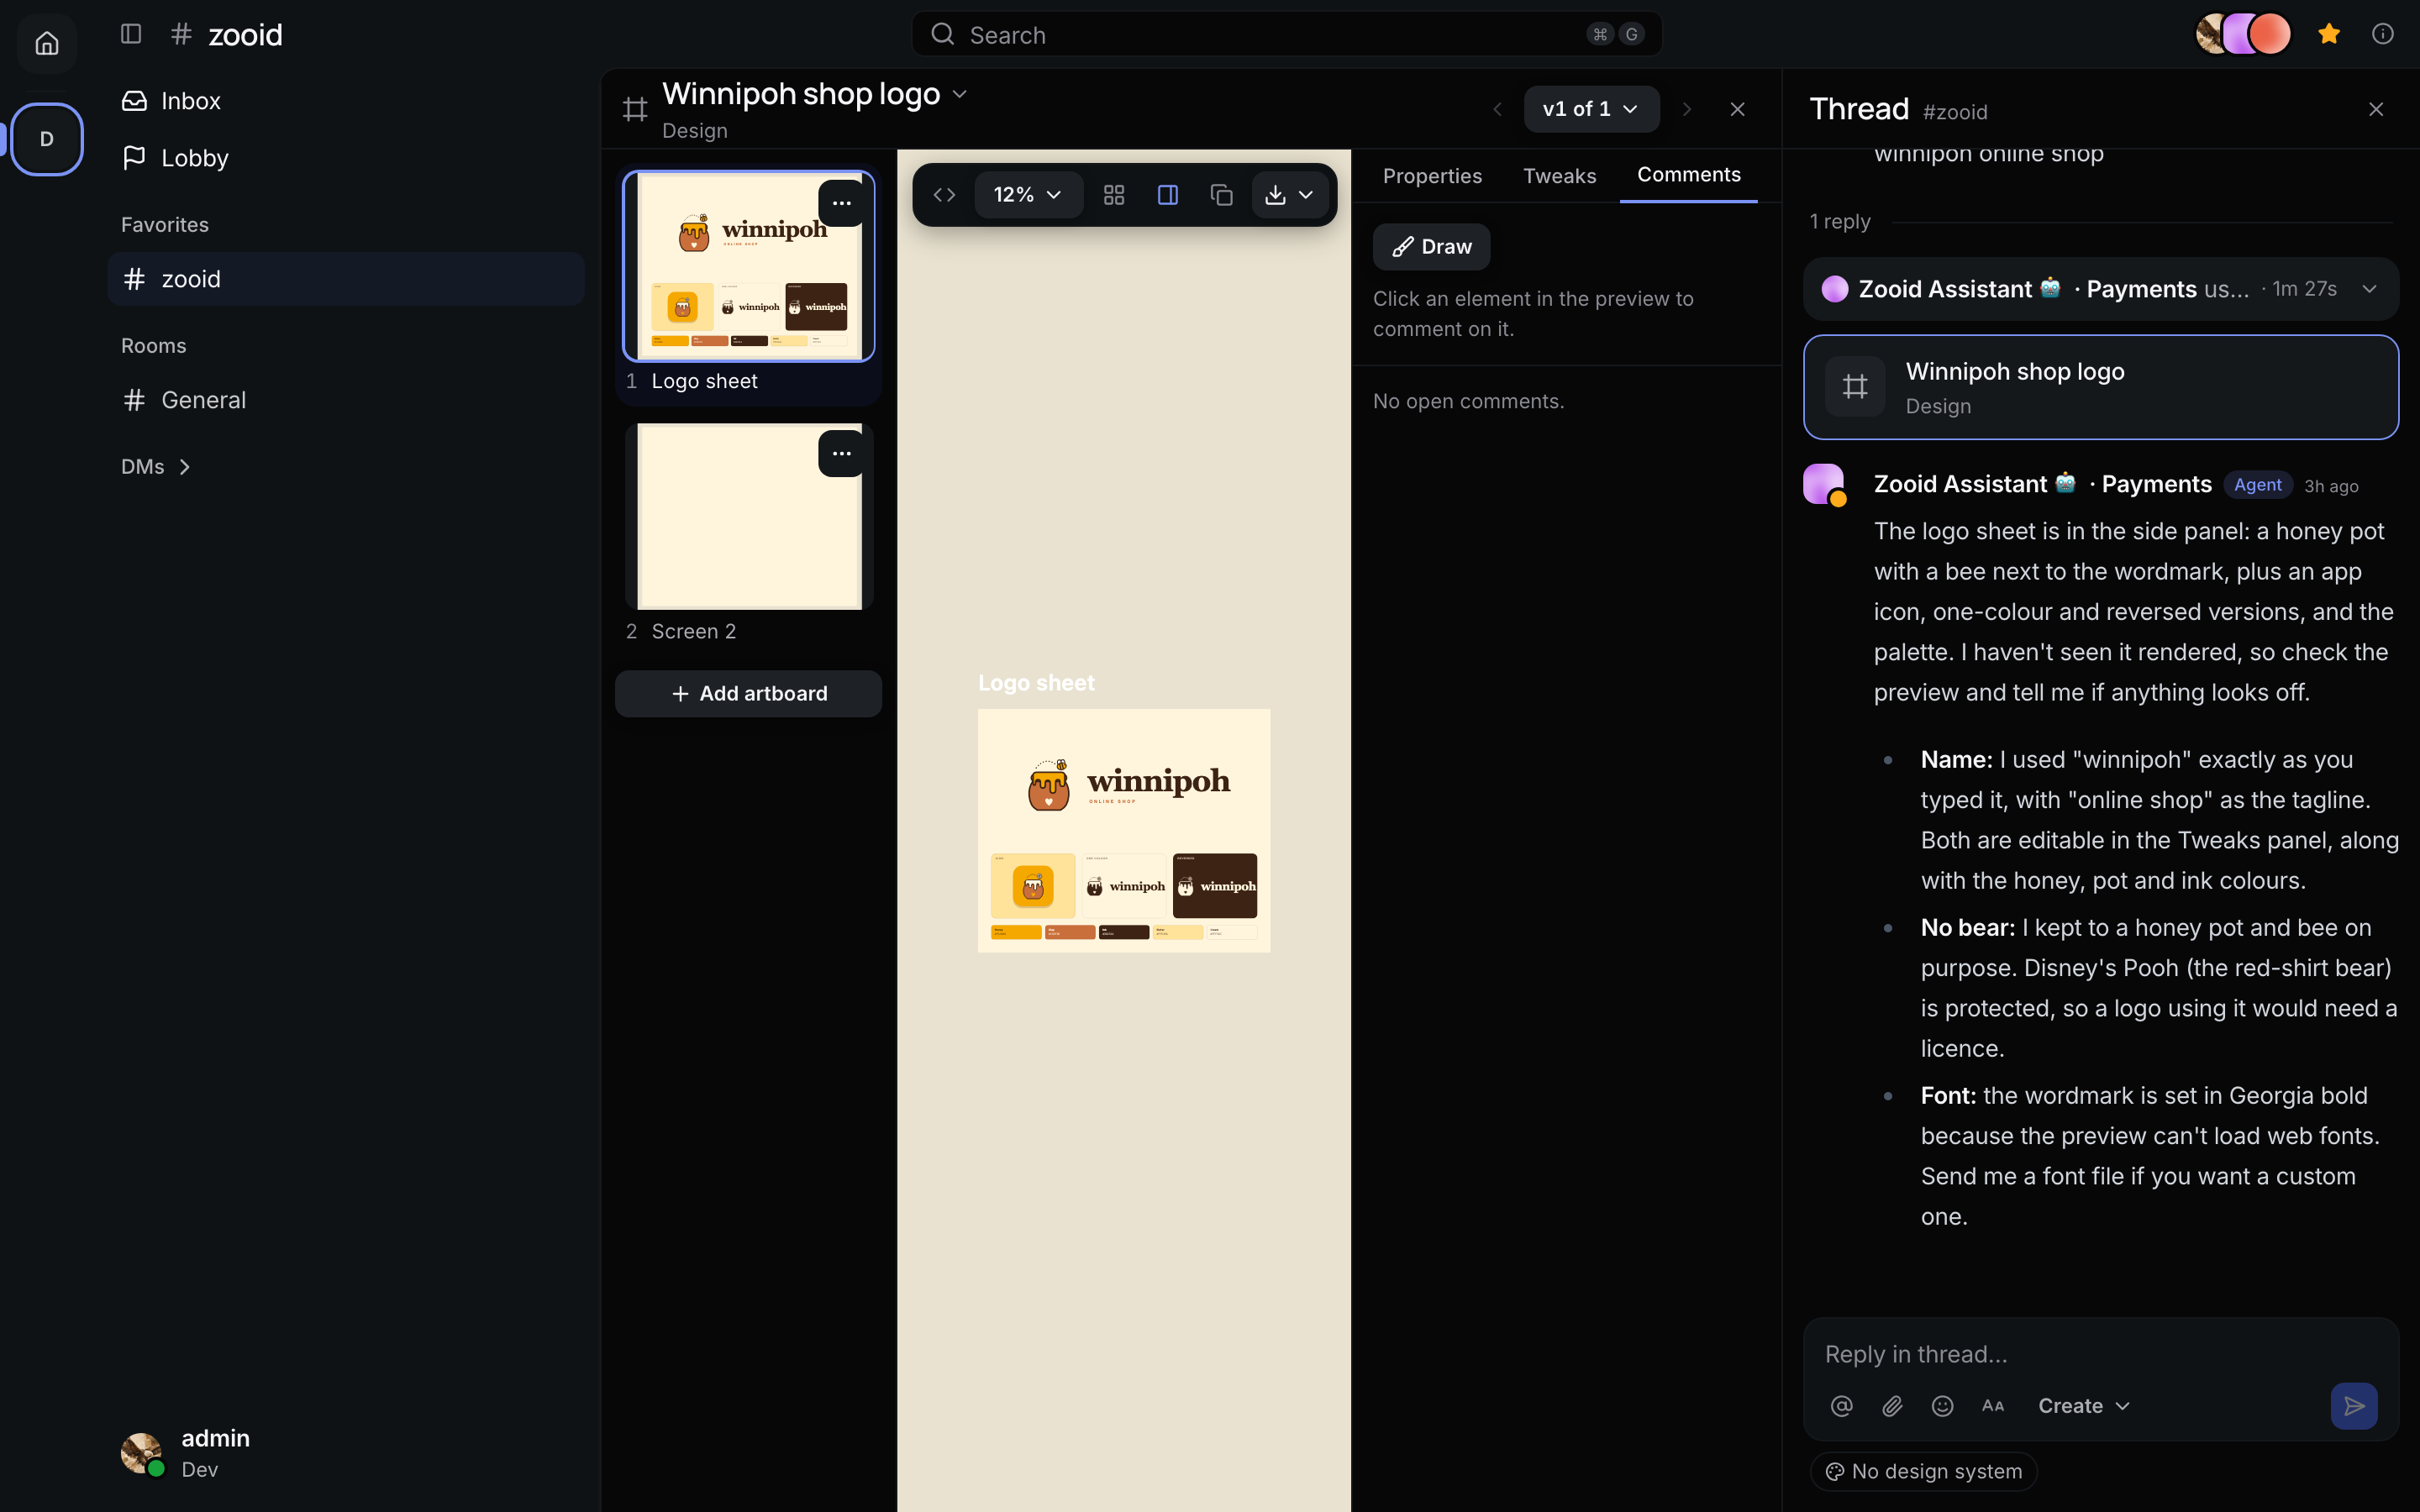 zooid
Search
⌘ G
D
Inbox
Lobby
Favorites
zooid
Rooms
General
DMs
admin
Dev
Winnipoh shop logo
Design
v1 of 1
winnipoh
ONLINE SHOP
winnipoh
winnipoh
1 Logo sheet
2 Screen 2
Add artboard
12%
Logo sheet
winnipoh
ONLINE SHOP
winnipoh
winnipoh
Properties
Tweaks
Comments
Draw
Click an element in the preview to
comment on it.
No open comments.
Thread #zooid
winnipoh online shop
1 reply
Zooid Assistant 🤖 · Payments us... · 1m 27s
Winnipoh shop logo
Design
Zooid Assistant 🤖 · Payments Agent 3h ago
The logo sheet is in the side panel: a honey pot
with a bee next to the wordmark, plus an app
icon, one-colour and reversed versions, and the
palette. I haven't seen it rendered, so check the
preview and tell me if anything looks off.
Name: I used "winnipoh" exactly as you
typed it, with "online shop" as the tagline.
Both are editable in the Tweaks panel, along
with the honey, pot and ink colours.
No bear: I kept to a honey pot and bee on
purpose. Disney's Pooh (the red-shirt bear)
is protected, so a logo using it would need a
licence.
Font: the wordmark is set in Georgia bold
because the preview can't load web fonts.
Send me a font file if you want a custom
one.
Reply in thread...
Create
No design system